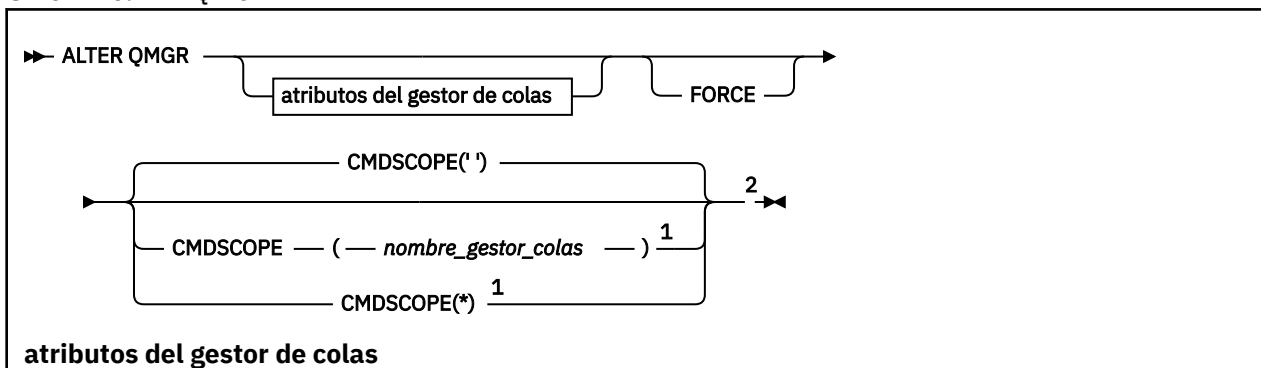 ALTER QMGR
atributos del gestor de colas
FORCE
CMDSCOPE(' ')
2
CMDSCOPE ( nombre_gestor_colas ) 1
CMDSCOPE(*) 1
atributos del gestor de colas